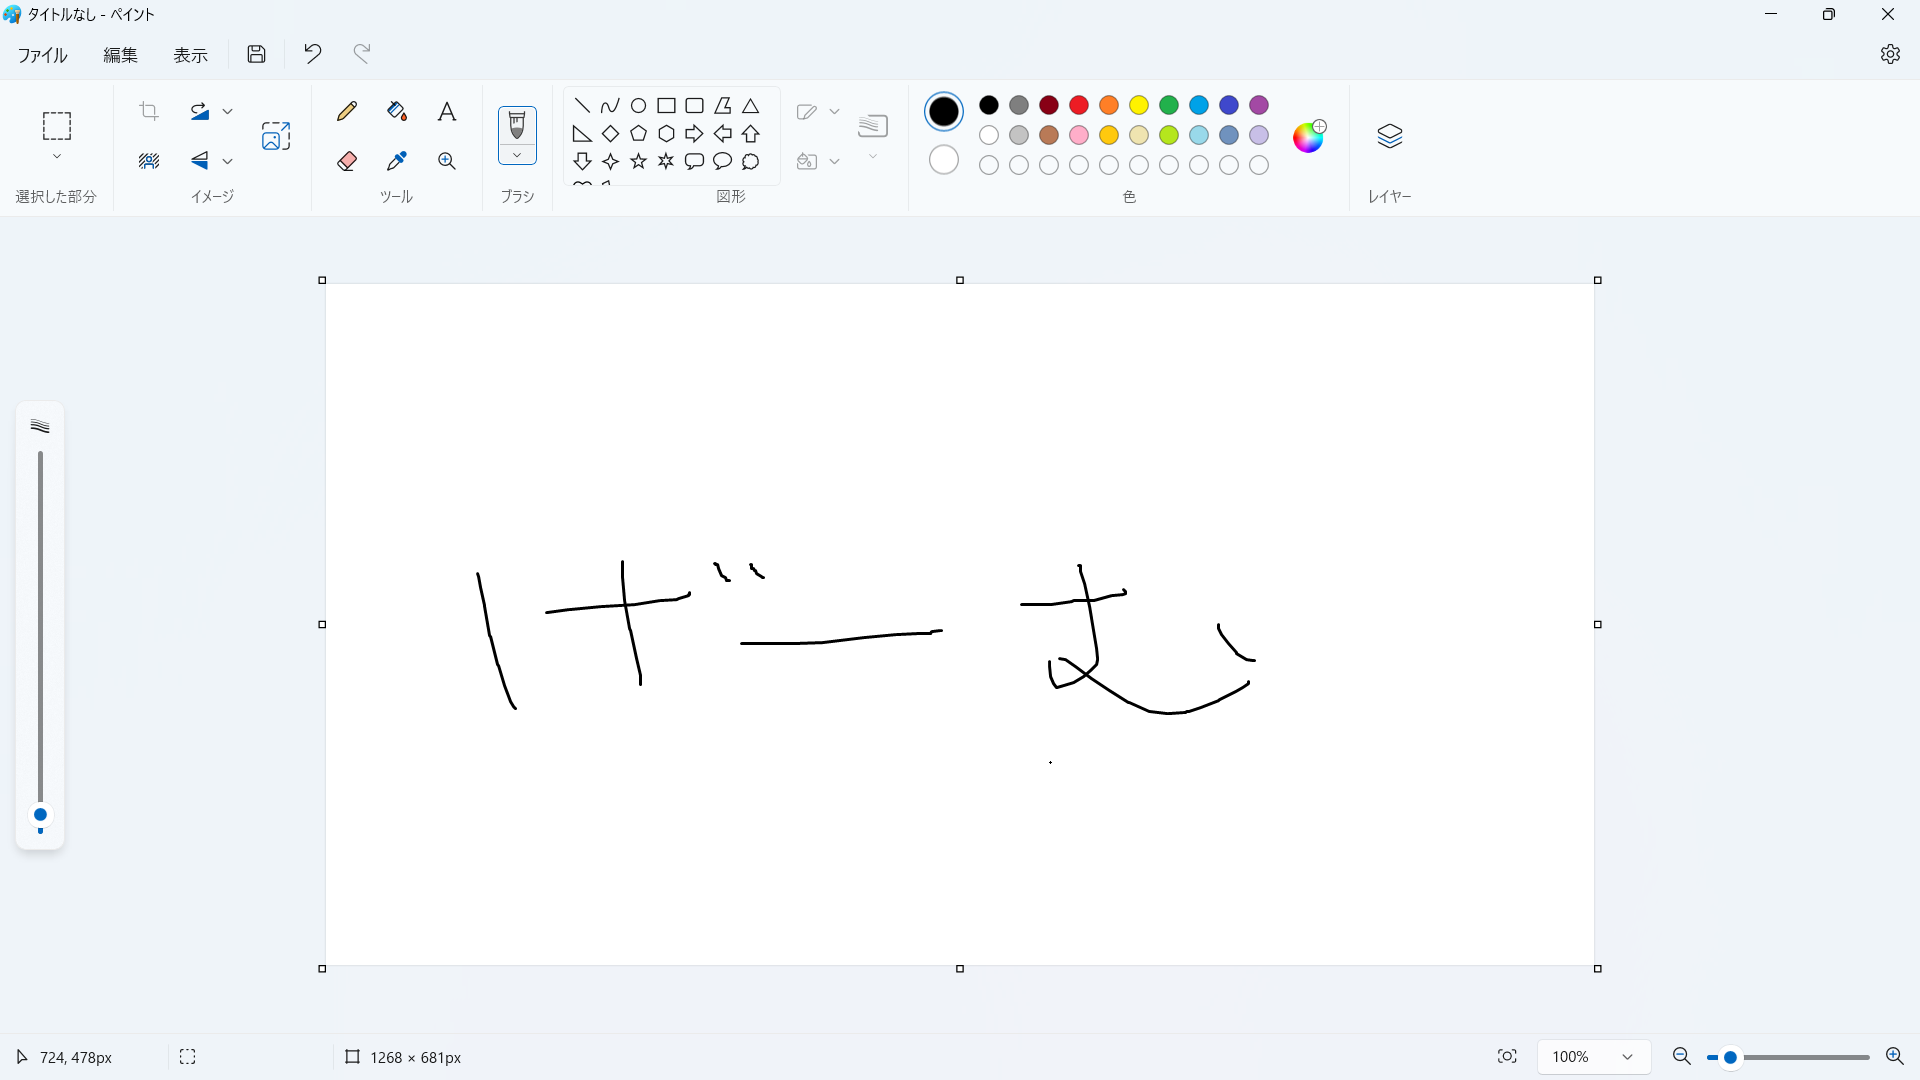 タイトルなし - ペイント
ファイル 編集 表示
選択した部分 イメージ ツール ブラシ 図形 色 レイヤー
げーむ
724, 478px 1268 × 681px 100%